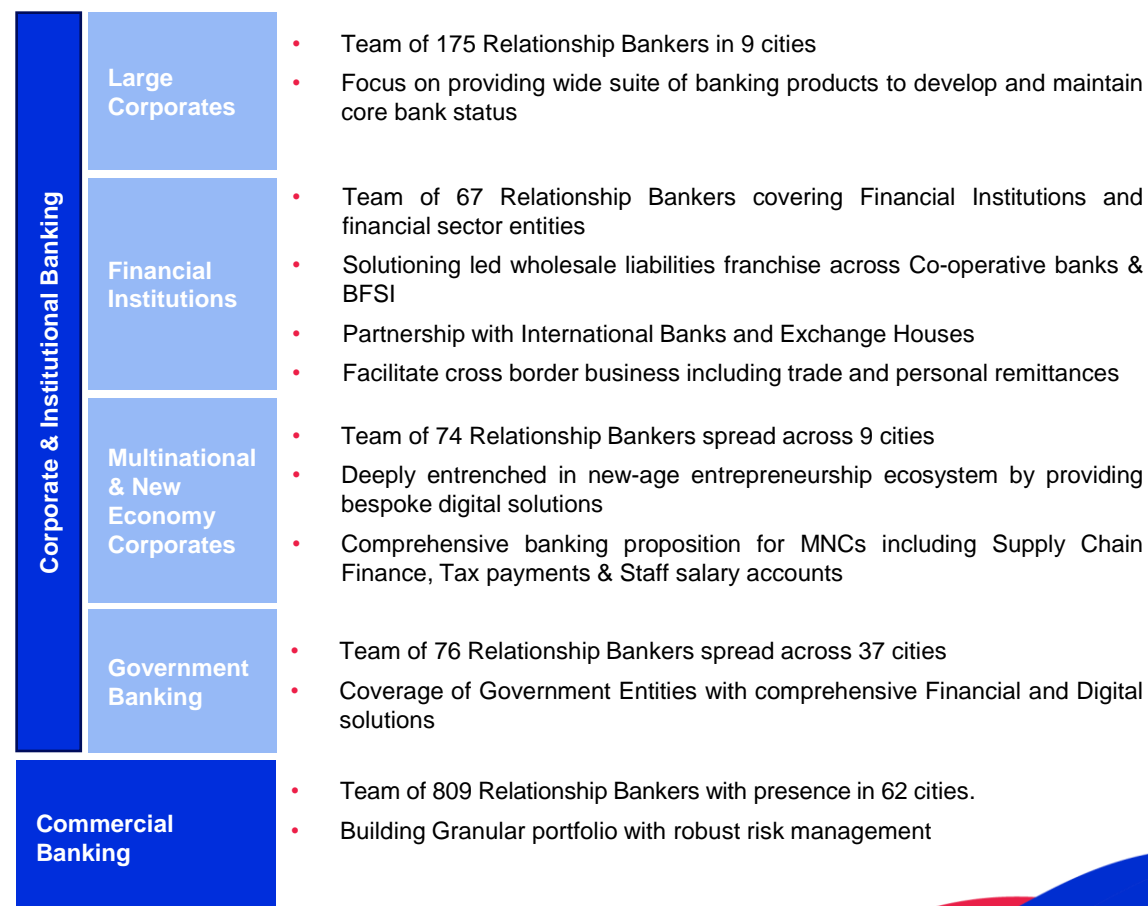 Corporate & Institutional Banking
Large
Corporates
• Team of 175 Relationship Bankers in 9 cities
• Focus on providing wide suite of banking products to develop and maintain
core bank status
Financial
Institutions
• Team of 67 Relationship Bankers covering Financial Institutions and
financial sector entities
• Solutioning led wholesale liabilities franchise across Co-operative banks &
BFSI
• Partnership with International Banks and Exchange Houses
• Facilitate cross border business including trade and personal remittances
Multinational
& New
Economy
Corporates
• Team of 74 Relationship Bankers spread across 9 cities
• Deeply entrenched in new-age entrepreneurship ecosystem by providing
bespoke digital solutions
• Comprehensive banking proposition for MNCs including Supply Chain
Finance, Tax payments & Staff salary accounts
Government
Banking
• Team of 76 Relationship Bankers spread across 37 cities
• Coverage of Government Entities with comprehensive Financial and Digital
solutions
Commercial
Banking
• Team of 809 Relationship Bankers with presence in 62 cities.
• Building Granular portfolio with robust risk management